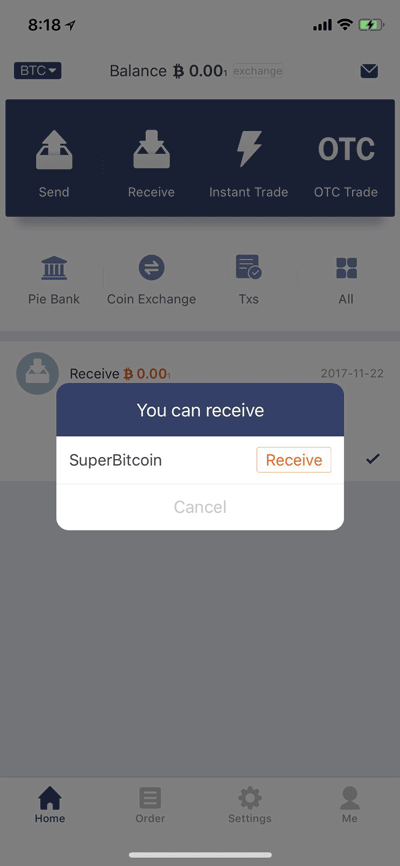 8:18
BTC Balance ₿ 0.001 exchange
OTC
Send Receive Instant Trade OTC Trade
Pie Bank Coin Exchange Txs All
Receive ₿ 0.001 2017-11-22
You can receive
SuperBitcoin Receive
Cancel
Home Order Settings Me